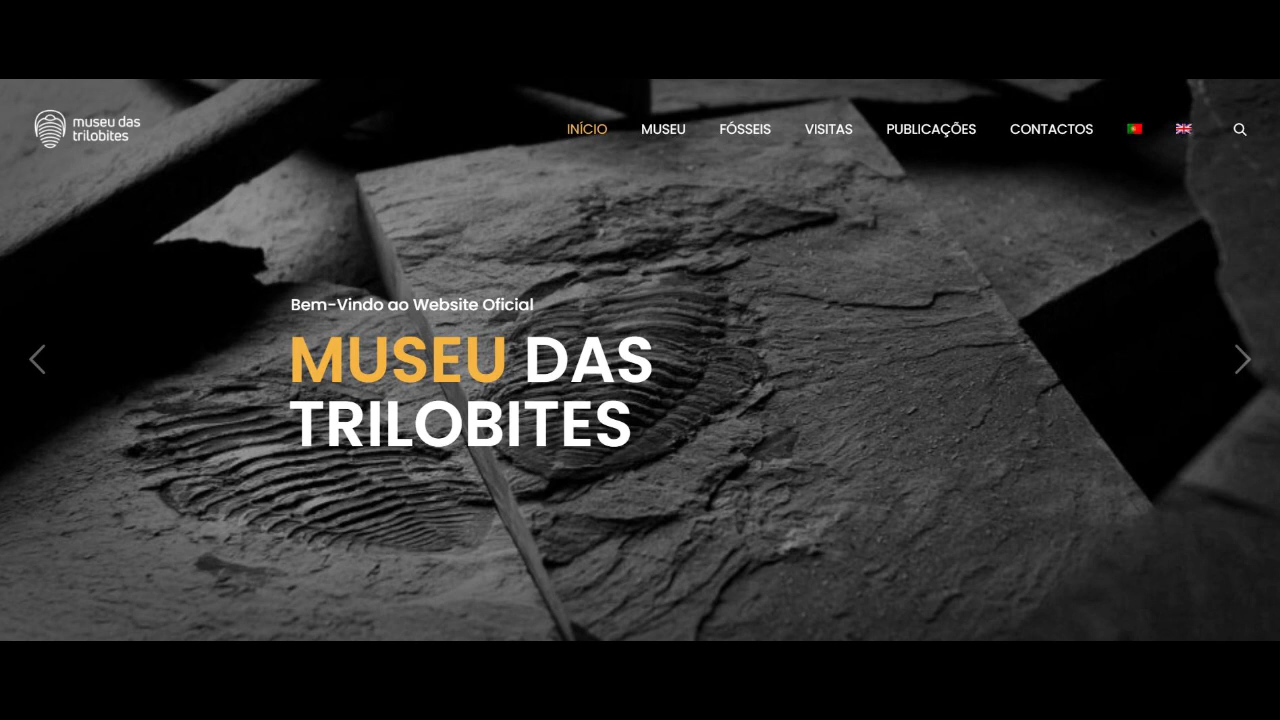 museu das
trilobites
INÍCIO MUSEU FÓSSEIS VISITAS PUBLICAÇÕES CONTACTOS
Bem-Vindo ao Website Oficial
MUSEU DAS
TRILOBITES